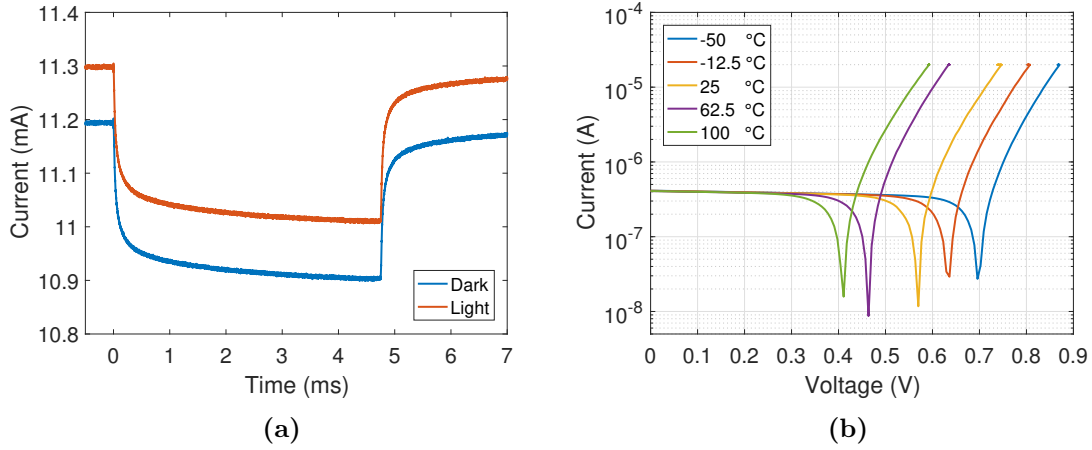 11.4
11.3
11.2
11.1
11
10.9
10.8
Current (mA)
0
1
2
3
4
5
6
7
Time (ms)
Dark
Light
(a)
10^-4
10^-5
10^-6
10^-7
10^-8
Current (A)
-50 °C
-12.5 °C
25 °C
62.5 °C
100 °C
0
0.1
0.2
0.3
0.4
0.5
0.6
0.7
0.8
0.9
Voltage (V)
(b)